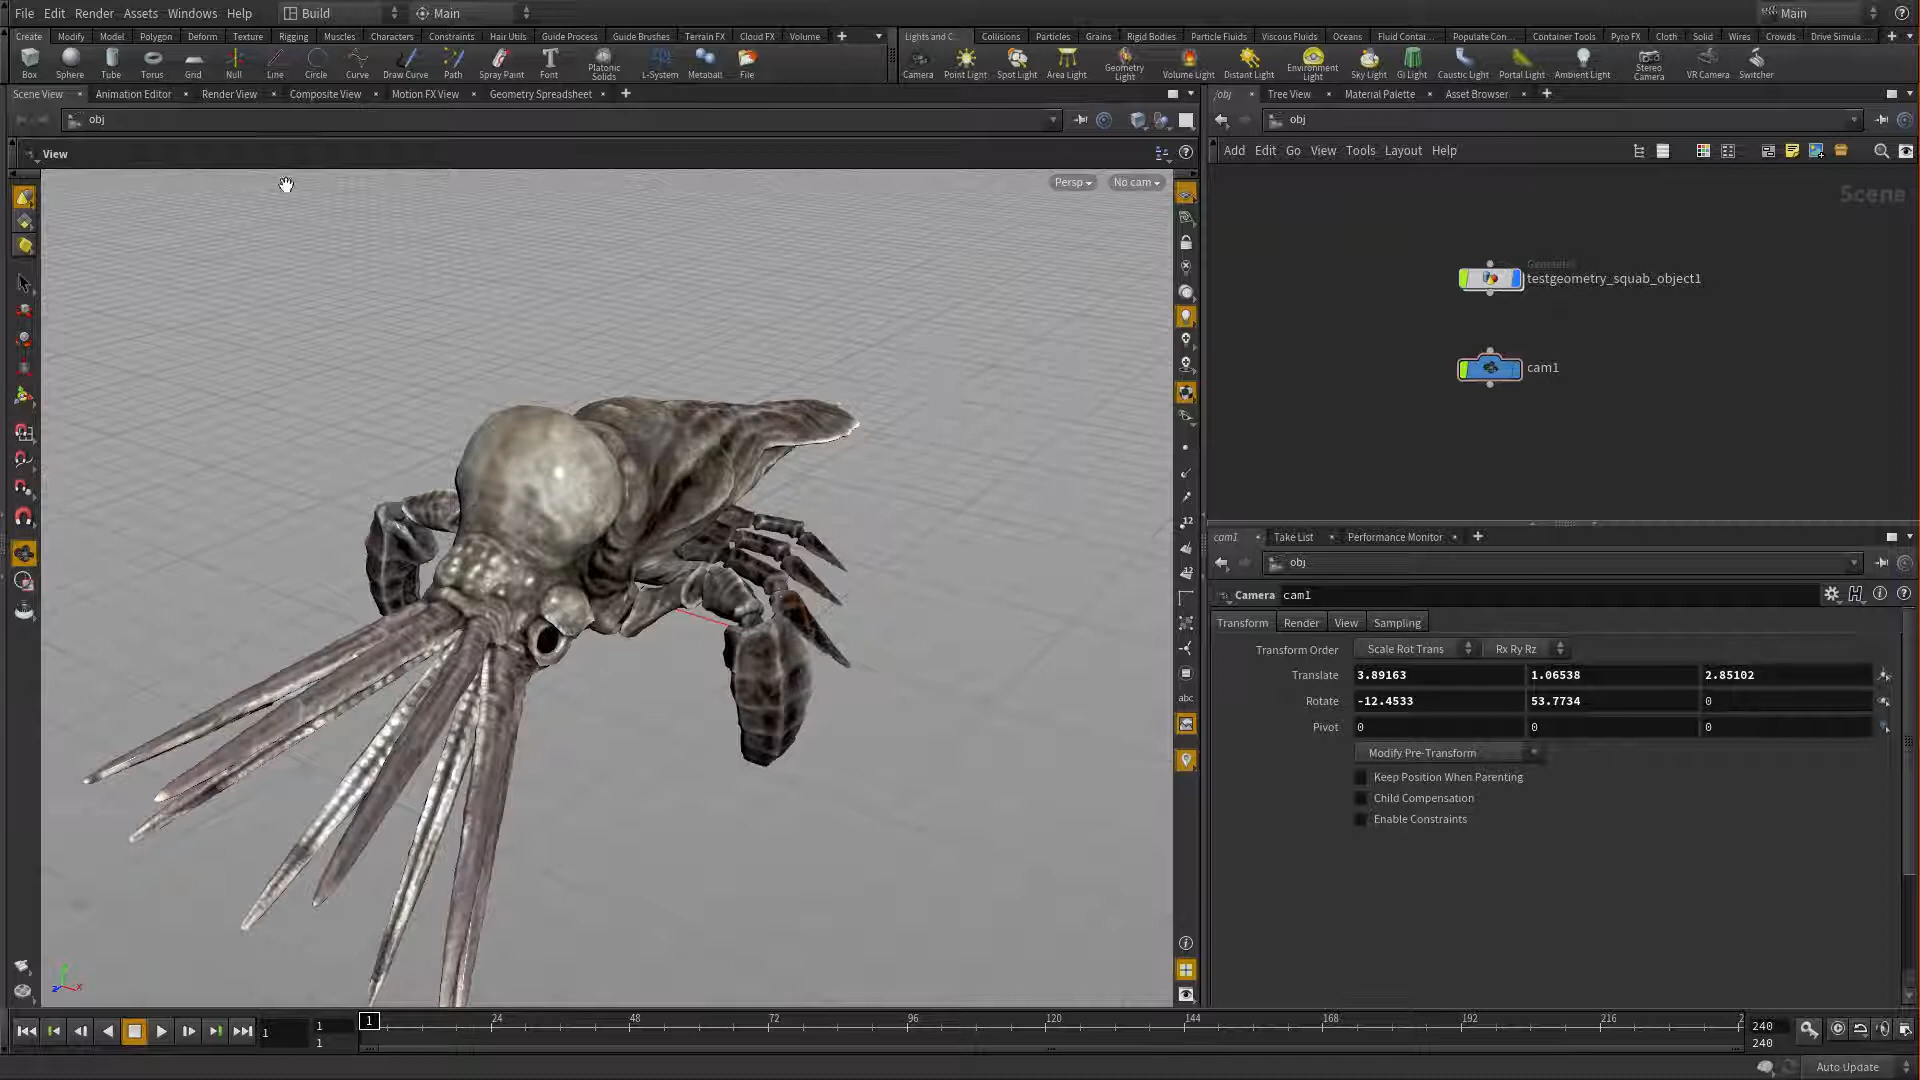 File Edit Render Assets Windows Help Build Main Main
Create Modify Model Polygon Deform Texture Rigging Muscles Characters Constraints Hair Utils Guide Process Guide Brushes Terrain FX Cloud FX Volume
Lights and C... Collisions Particles Grains Rigid Bodies Particle Fluids Viscous Fluids Oceans Fluid Contai... Populate Con... Container Tools Pyro FX Cloth Solid Wires Crowds Drive Simula...
Box Sphere Tube Torus Grid Null Line Circle Curve Draw Curve Path Spray Paint Font Platonic Solids L-System Metaball File
Camera Point Light Spot Light Area Light Geometry Light Volume Light Distant Light Environment Light Sky Light GI Light Caustic Light Portal Light Ambient Light Stereo Camera VR Camera Switcher
Scene View Animation Editor Render View Composite View Motion FX View Geometry Spreadsheet
/obj Tree View Material Palette Asset Browser
obj
obj
View
Add Edit Go View Tools Layout Help
Persp No cam
Scene
Geometry
testgeometry_squab_object1
cam1
12
12
abc
cam1 Take List Performance Monitor
obj
Camera cam1
Transform Render View Sampling
Transform Order Scale Rot Trans Rx Ry Rz
Translate 3.89163 1.06538 2.85102
Rotate -12.4533 53.7734 0
Pivot 0 0 0
Modify Pre-Transform
Keep Position When Parenting
Child Compensation
Enable Constraints
1 1 1 24 48 72 96 120 144 168 192 216 2 240
1 240
Auto Update